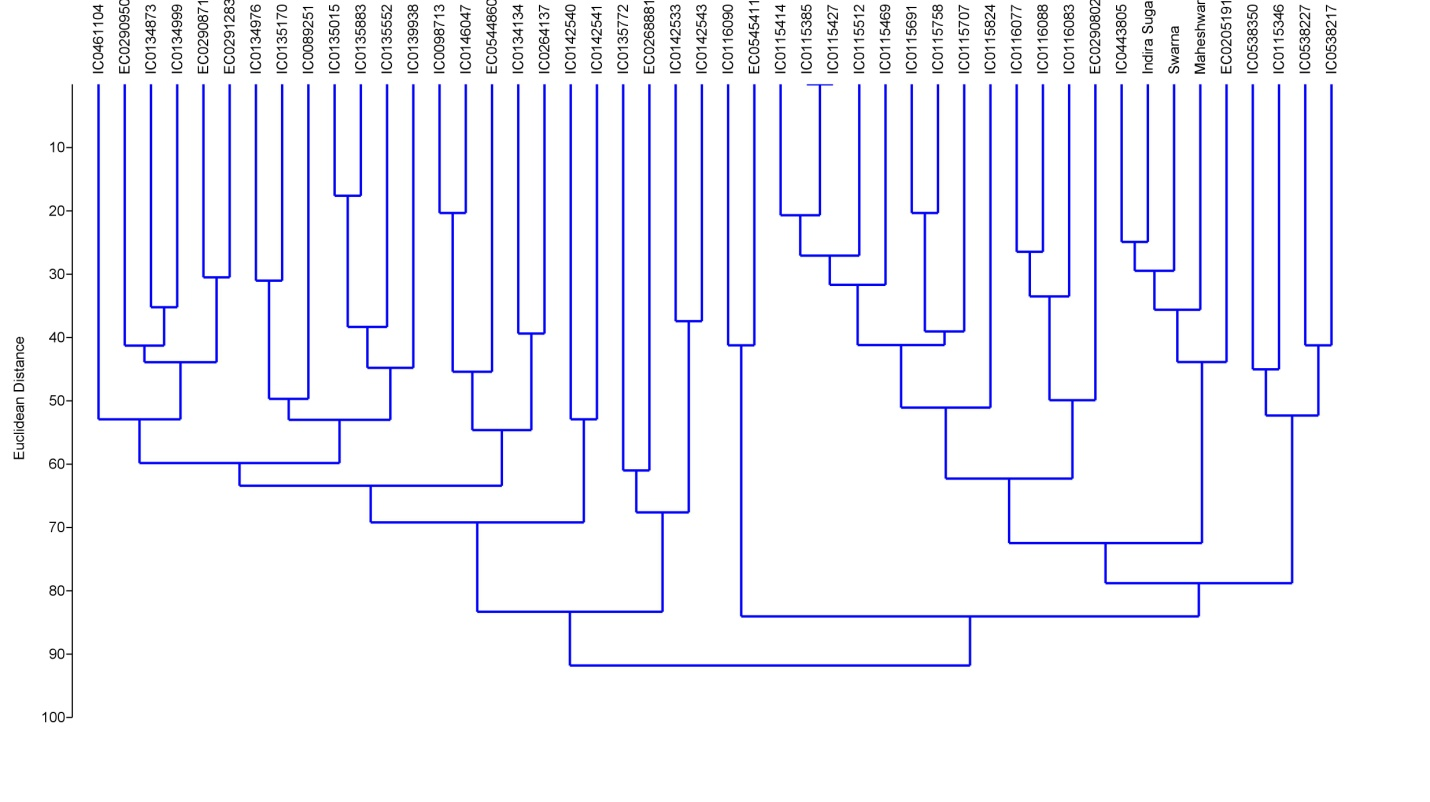 IC0461104
EC0290950
IC0134873
IC0134999
EC0290871
EC0291283
IC0134976
IC0135170
IC0089251
IC0135015
IC0135883
IC0135552
IC0139938
IC0098713
IC0146047
EC0544860
IC0134134
IC0264137
IC0142540
IC0142541
IC0135772
EC0268881
IC0142533
IC0142543
IC0116090
EC0545411
IC0115414
IC0115385
IC0115427
IC0115512
IC0115469
IC0115691
IC0115758
IC0115707
IC0115824
IC0116077
IC0116088
IC0116083
EC0290802
IC0443805
Indira Suga
Swarna
Maheshwar
EC0205191
IC0538350
IC0115346
IC0538227
IC0538217
10
20
30
40
50
60
70
80
90
100
Euclidean Distance